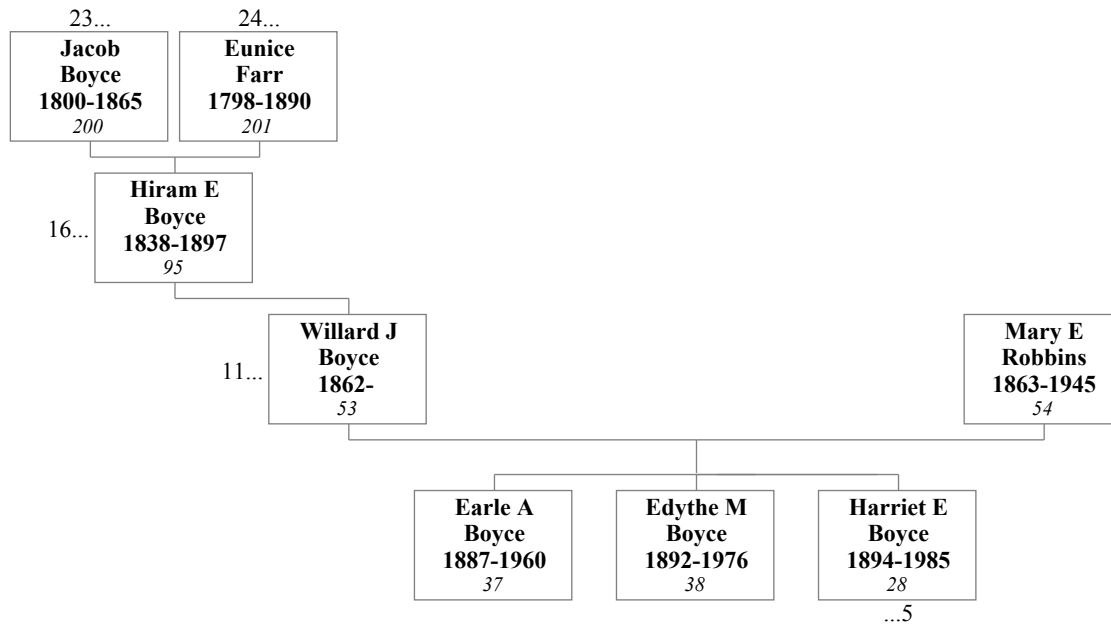 23...
24...
Jacob
Boyce
1800-1865
200
Eunice
Farr
1798-1890
201
16...
Hiram E
Boyce
1838-1897
95
11...
Willard J
Boyce
1862-
53
Mary E
Robbins
1863-1945
54
Earle A
Boyce
1887-1960
37
Edythe M
Boyce
1892-1976
38
Harriet E
Boyce
1894-1985
28
...5